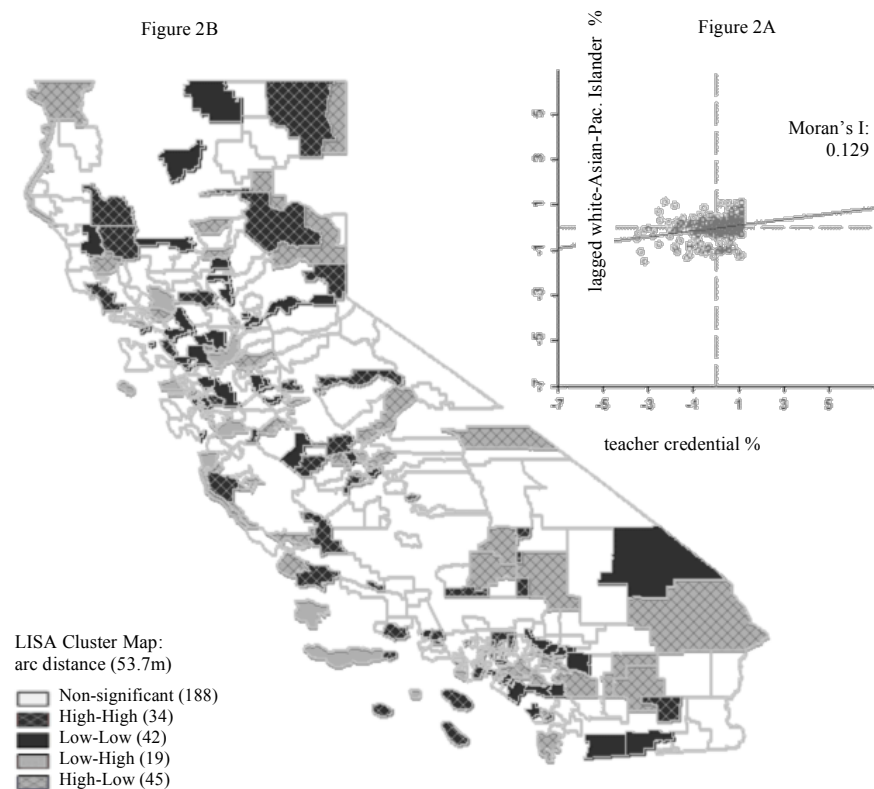 Figure 2B
Figure 2A
lagged white-Asian-Pac. Islander %
5
3
1
-1
-3
-5
-7
Moran's I:
0.129
-7
-5
-3
-1
1
5
teacher credential %
LISA Cluster Map:
arc distance (53.7m)
Non-significant (188)
High-High (34)
Low-Low (42)
Low-High (19)
High-Low (45)